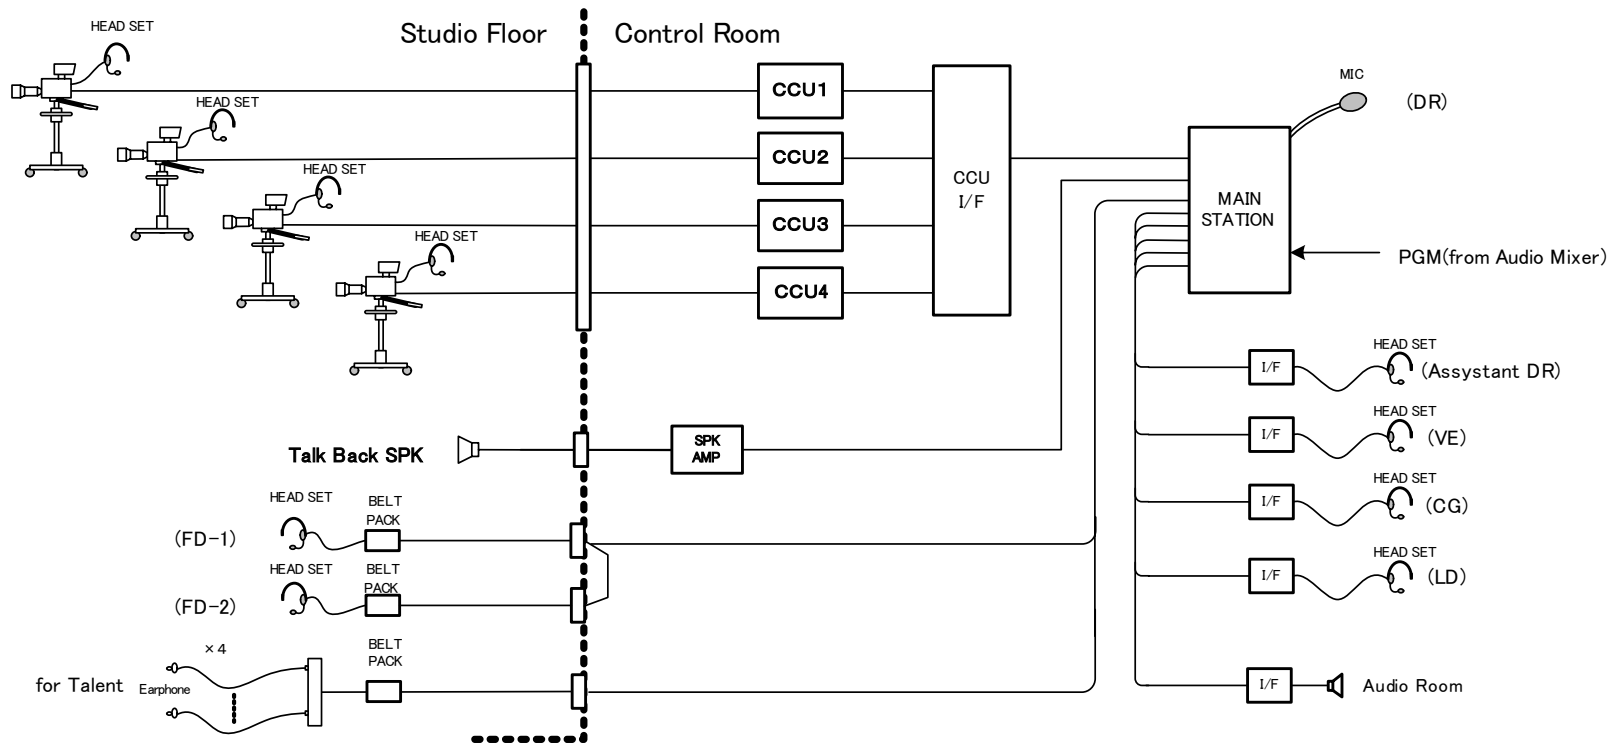 Studio Floor
Control Room
HEAD SET
HEAD SET
HEAD SET
HEAD SET
CCU1
CCU2
CCU3
CCU4
CCU
I/F
MAIN
STATION
MIC
(DR)
PGM(from Audio Mixer)
HEAD SET
I/F
(Assystant DR)
HEAD SET
I/F
(VE)
HEAD SET
I/F
(CG)
HEAD SET
I/F
(LD)
I/F
Audio Room
Talk Back SPK
SPK
AMP
HEAD SET
BELT
PACK
(FD-1)
HEAD SET
BELT
PACK
(FD-2)
×4
BELT
PACK
for Talent
Earphone